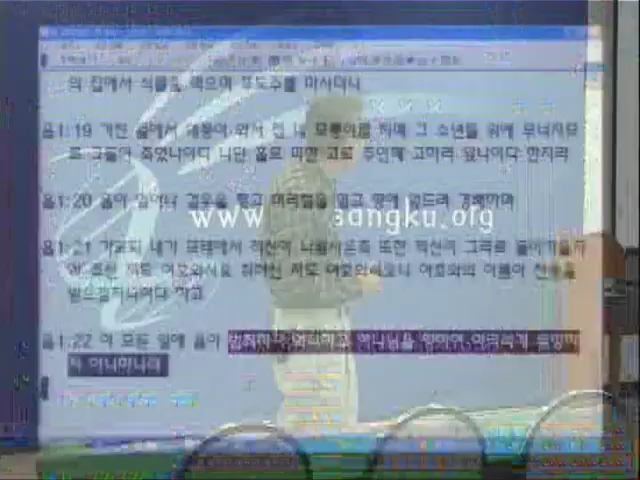 의 집에서 식물을 먹으며 포도주를 마시더니
욥1:19 거친 들에서 대풍이 와서 집 네 모퉁이를 치매 그 소년들 위에 무너지므
로 그들이 죽었나이다 나만 홀로 피한 고로 주인께 고하러 왔나이다 한지라
욥1:20 욥이 일어나 겉옷을 찢고 머리털을 밀고 땅에 엎드려 경배하며
www. sangku.org
욥1:21 가로되 내가 모태에서 적신이 나왔사온즉 또한 적신이 그리로 돌아가올지
라 주신 자도 여호와시요 취하신 자도 여호와시오니 여호와의 이름이 찬송을
받으실지니이다 하고
욥1:22 이 모든 일에 욥이 범죄하지 아니하고 하나님을 향하여 어리석게 원망하
지 아니하니라